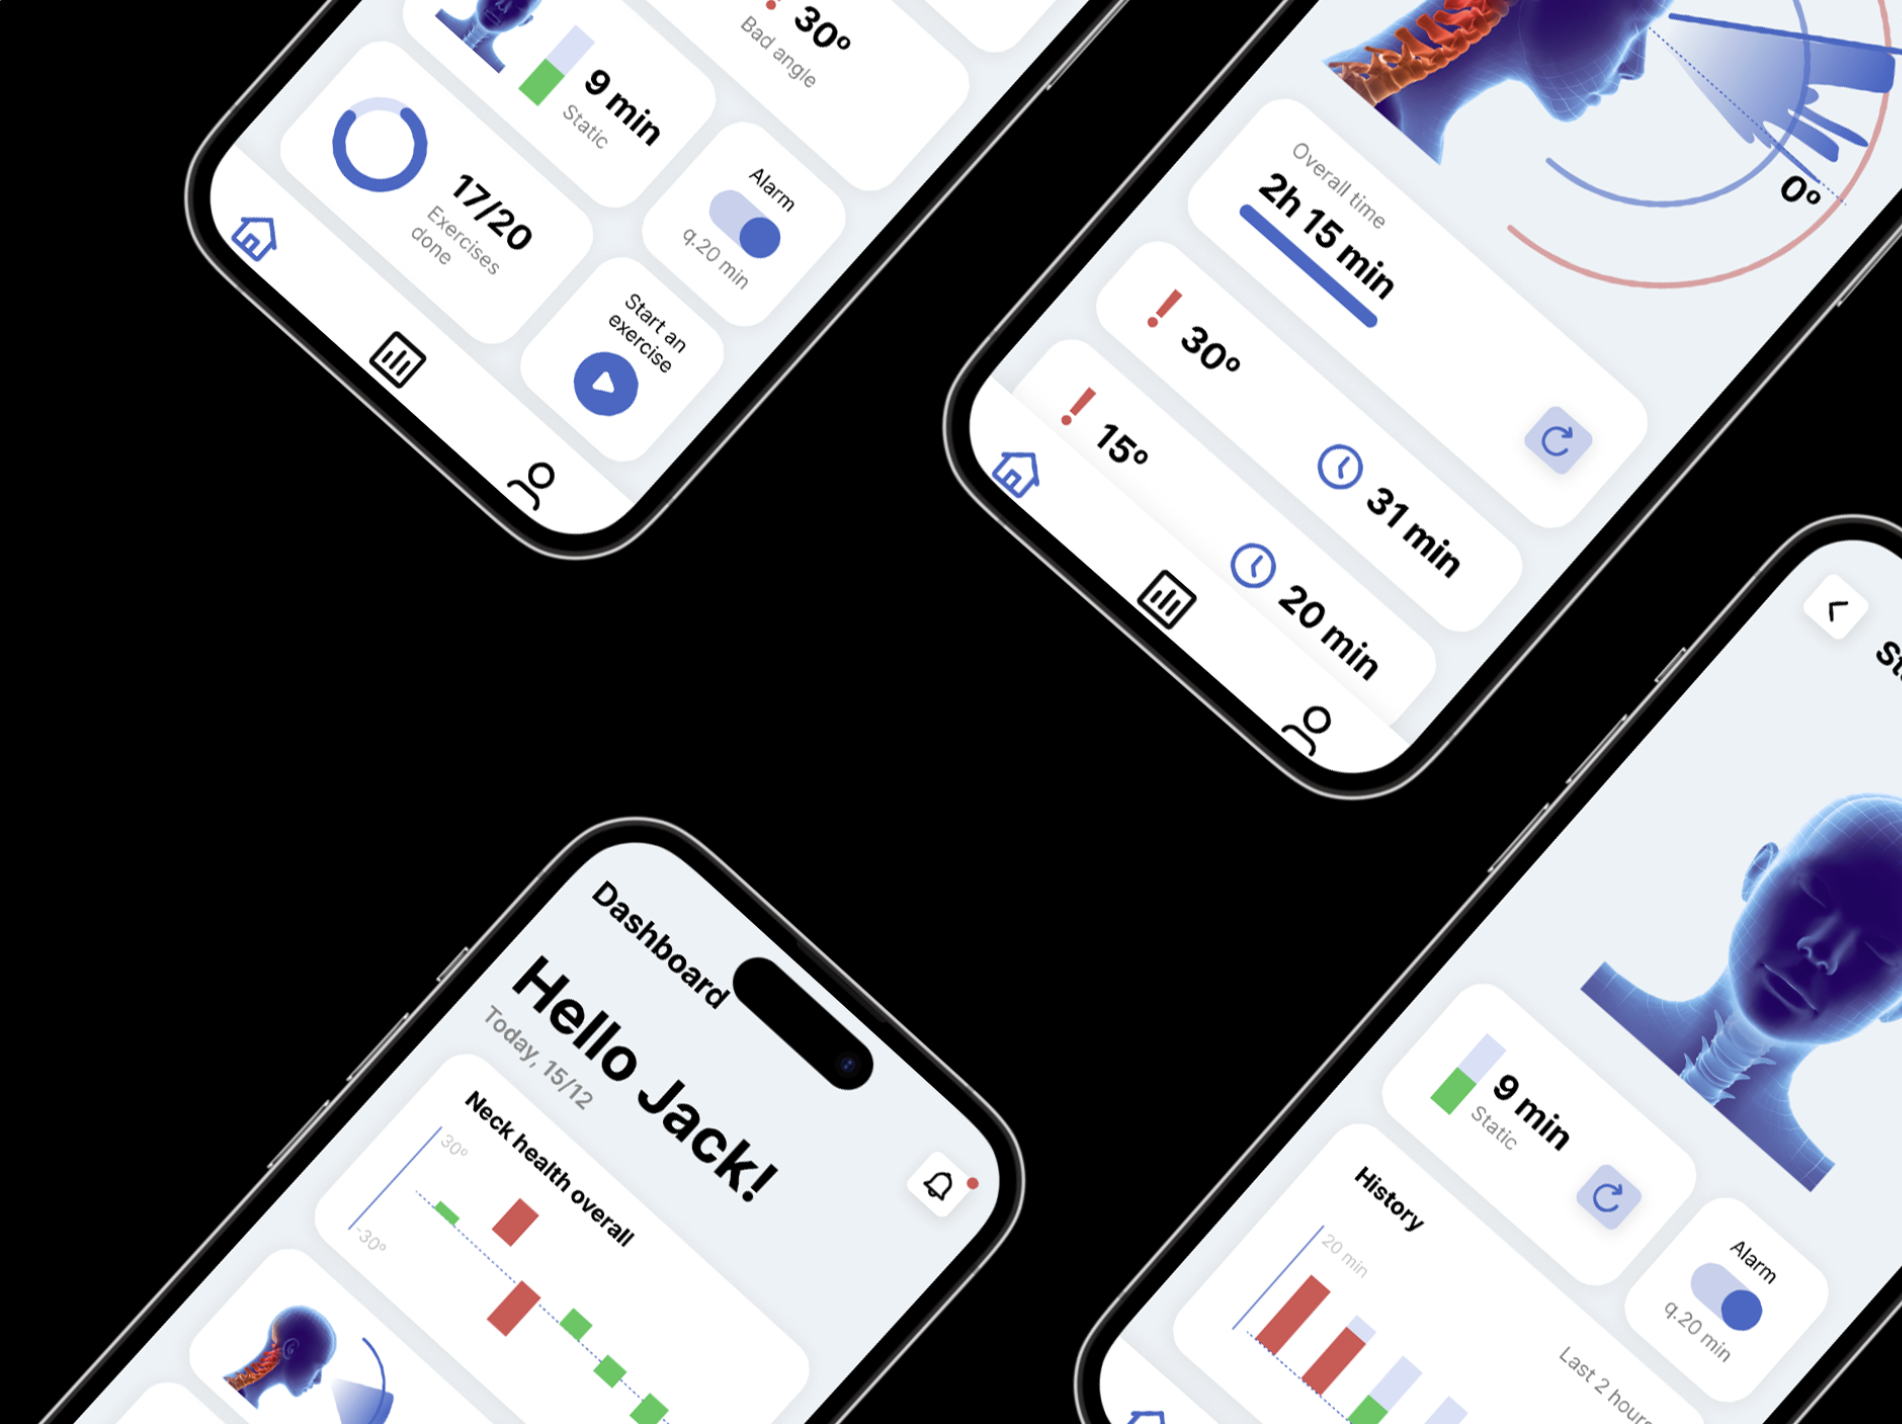 30°
Bad angle
9 min
Static
17/20
Exercises
done
Alarm
q.20 min
Start an
exercise
0°
Overall time
2h 15 min
30°
31 min
15°
20 min
Dashboard
Hello Jack!
Today, 15/12
Neck health overall
30°
-30°
9 min
Static
Alarm
q.20 min
History
20 min
Last 2 hours